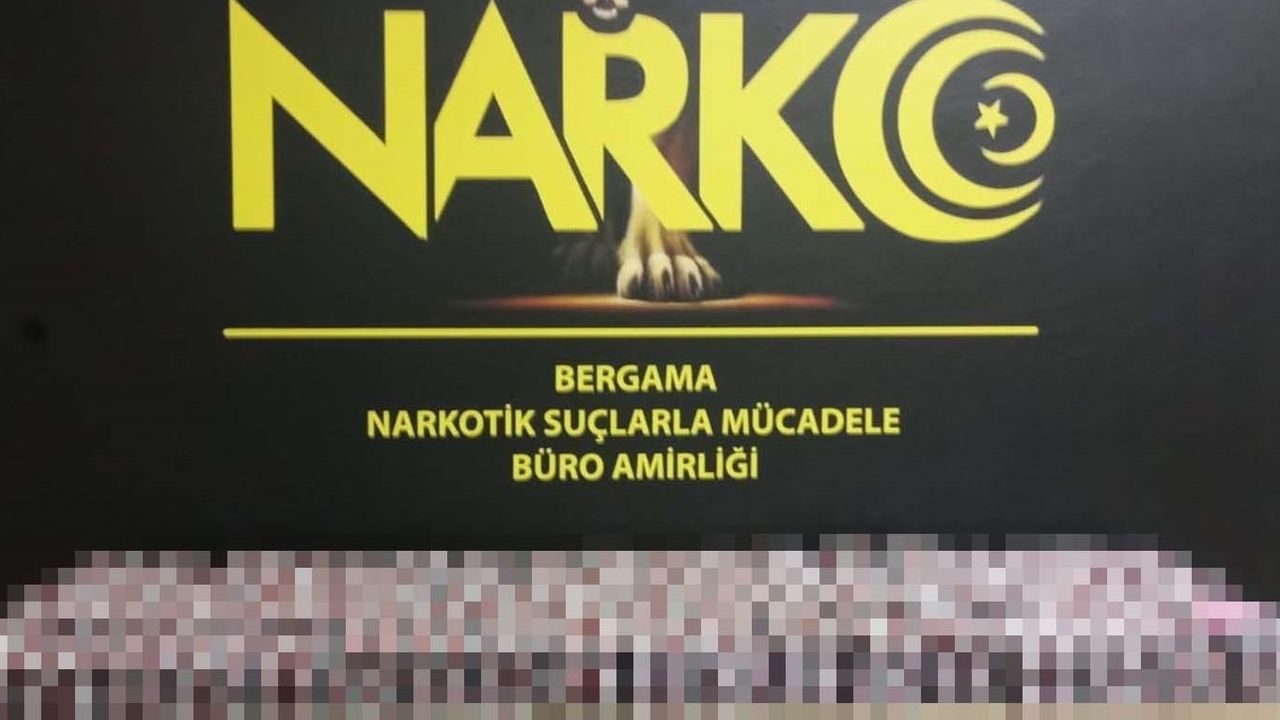 NARKO
BERGAMA
NARKOTİK SUÇLARLA MÜCADELE
BÜRO AMİRLİĞİ